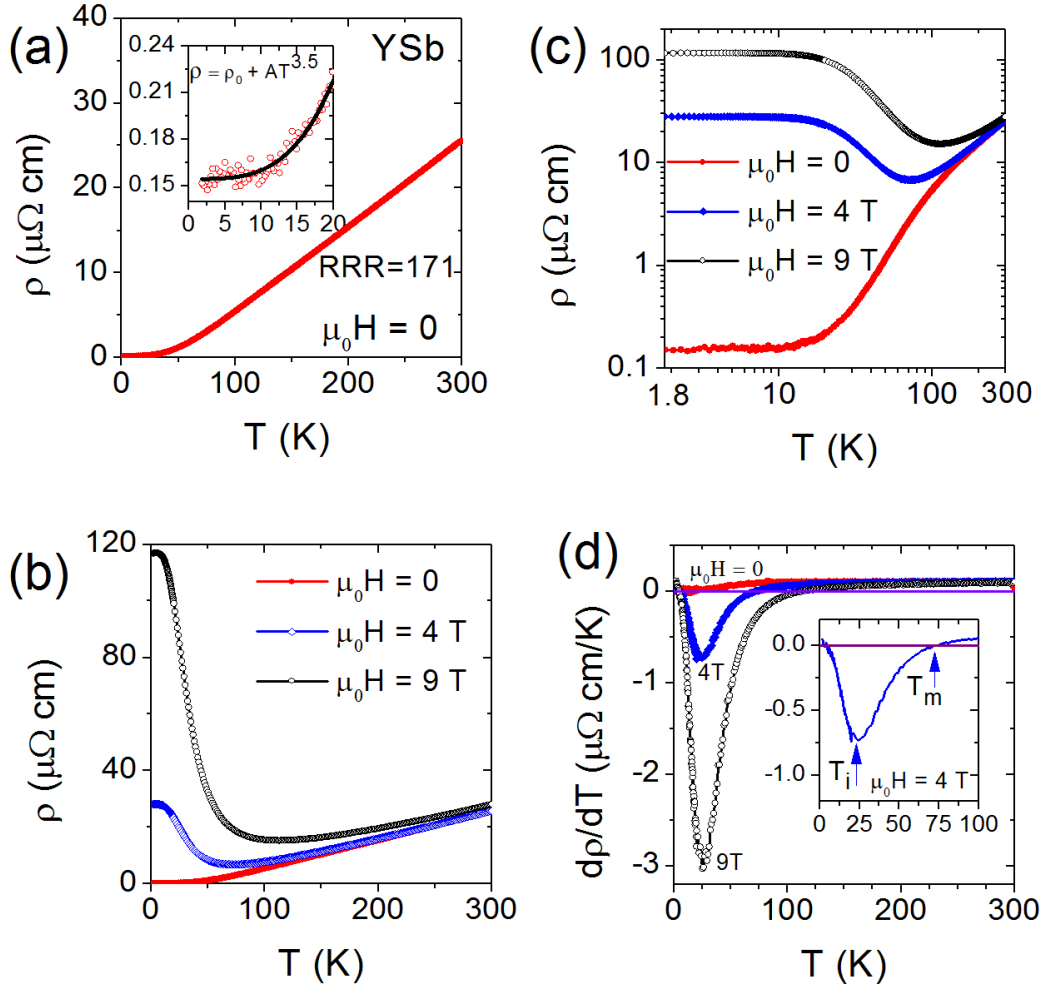 (a)
YSb
ρ = ρ0 + AT^3.5
0.24
0.21
0.18
0.15
0 5 10 15 20
RRR=171
μ0H = 0
40
30
20
10
0
ρ (μΩ cm)
0 100 200 300
T (K)
(c)
100
10
1
0.1
ρ (μΩ cm)
μ0H = 0
μ0H = 4 T
μ0H = 9 T
1.8 10 100 300
T (K)
(b)
120
80
40
0
ρ (μΩ cm)
μ0H = 0
μ0H = 4 T
μ0H = 9 T
0 100 200 300
T (K)
(d)
μ0H = 0
4T
9T
0
-1
-2
-3
dρ/dT (μΩ cm/K)
0.0
-0.5
-1.0
Tm
Ti
μ0H = 4 T
0 25 50 75 100
0 100 200 300
T (K)